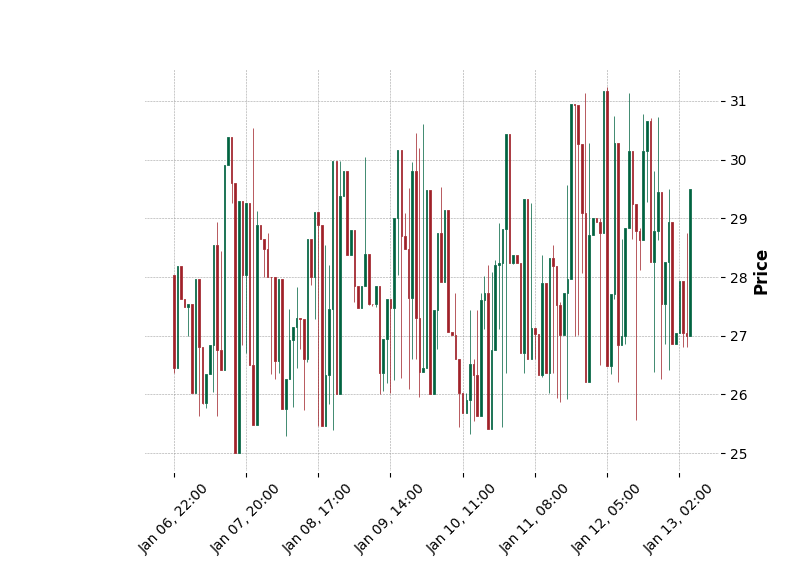 31
30
29
28
27
26
25
Price
Jan 06, 22:00
Jan 07, 20:00
Jan 08, 17:00
Jan 09, 14:00
Jan 10, 11:00
Jan 11, 08:00
Jan 12, 05:00
Jan 13, 02:00